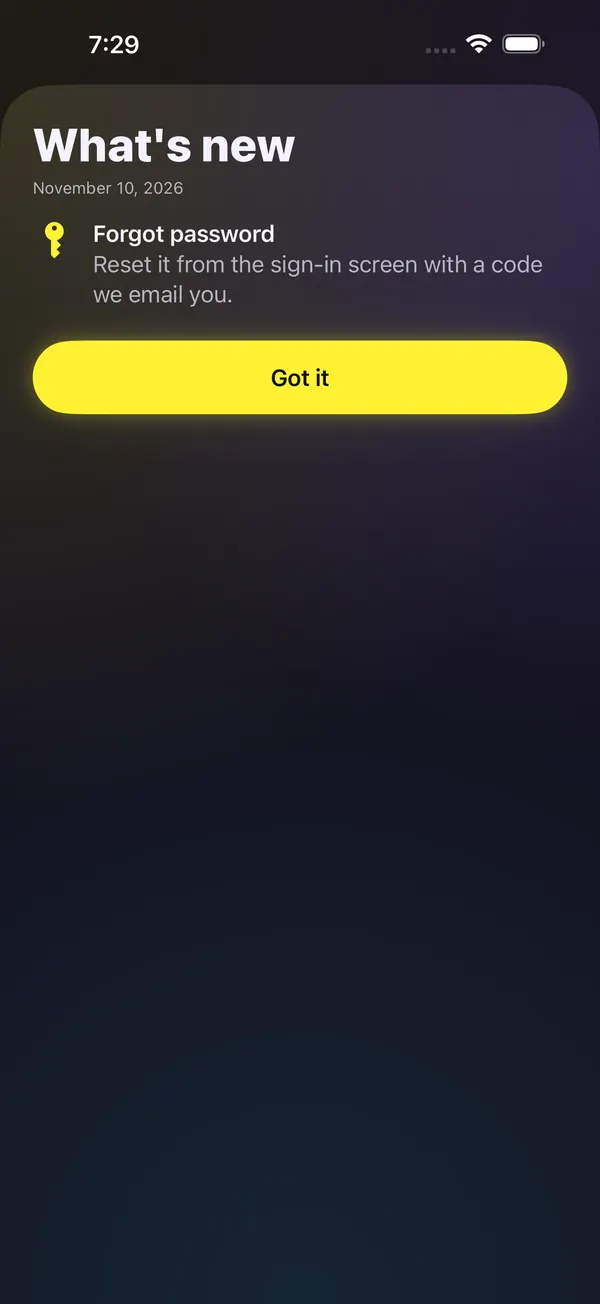 7:29
What's new
November 10, 2026
Forgot password
Reset it from the sign-in screen with a code
we email you.
Got it